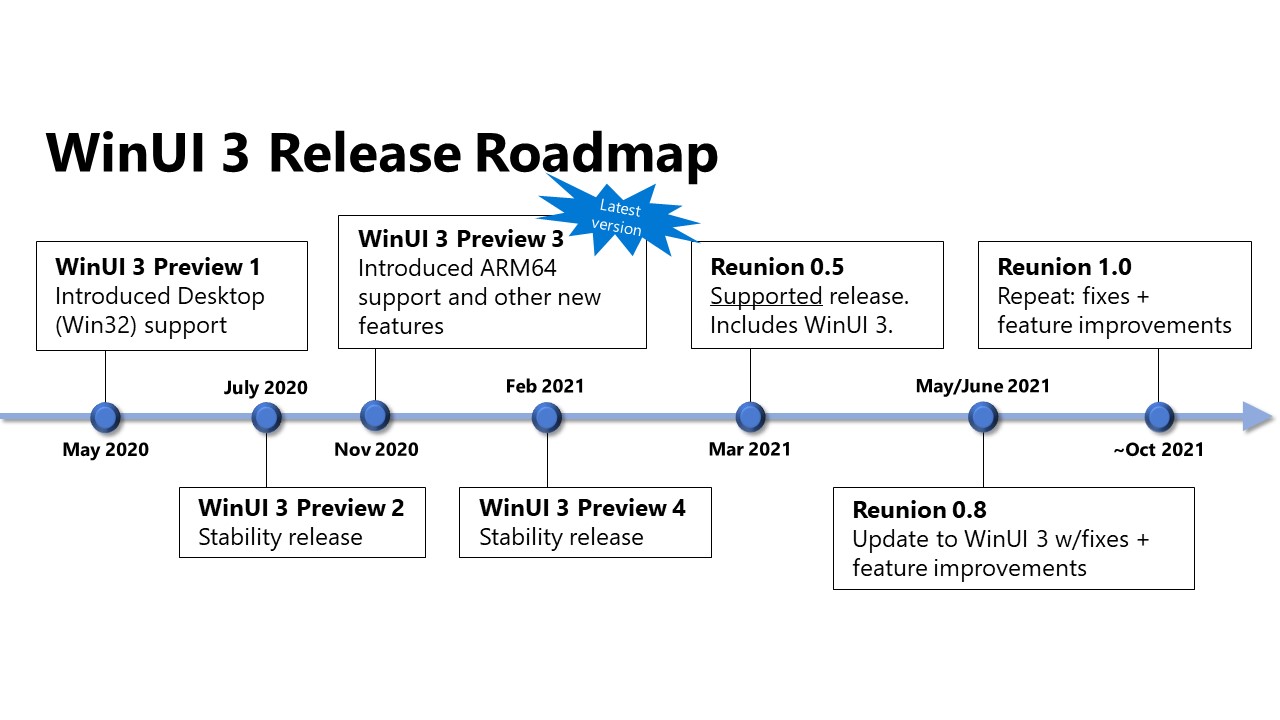 WinUI 3 Release Roadmap
Latest
version
WinUI 3 Preview 1
Introduced Desktop
(Win32) support
WinUI 3 Preview 3
Introduced ARM64
support and other new
features
Reunion 0.5
Supported release.
Includes WinUI 3.
Reunion 1.0
Repeat: fixes +
feature improvements
July 2020
Feb 2021
May/June 2021
May 2020
Nov 2020
Mar 2021
~Oct 2021
WinUI 3 Preview 2
Stability release
WinUI 3 Preview 4
Stability release
Reunion 0.8
Update to WinUI 3 w/fixes +
feature improvements